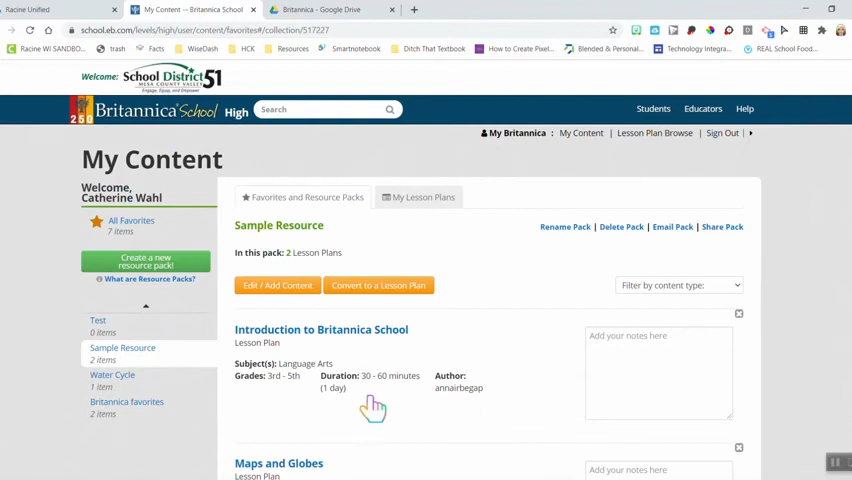 Racine Unified
My Content -- Britannica School
Britannica - Google Drive
school.eb.com/levels/high/user/content/favorites#/collection/517227
Racine WI SANDBO...
trash
Facts
WiseDash
HCK
Resources
Smartnotebook
Ditch That Textbook
How to Create Pixel...
Blended & Personal...
Technology Integra...
REAL School Food...
Welcome:
School District 51
MESA COUNTY VALLEY
Engage, Equip, and Empower
250
Britannica School High
Search
Students
Educators
Help
My Britannica :
My Content
Lesson Plan Browse
Sign Out
My Content
Welcome,
Catherine Wahl
All Favorites
7 items
Create a new
resource pack!
What are Resource Packs?
Test
0 items
Sample Resource
2 items
Water Cycle
1 item
Britannica favorites
2 items
Favorites and Resource Packs
My Lesson Plans
Sample Resource
Rename Pack | Delete Pack | Email Pack | Share Pack
In this pack: 2 Lesson Plans
Edit / Add Content
Convert to a Lesson Plan
Filter by content type:
Introduction to Britannica School
Lesson Plan
Subject(s): Language Arts
Grades: 3rd - 5th
Duration: 30 - 60 minutes
(1 day)
Author:
annairbegap
Add your notes here
Maps and Globes
Lesson Plan
Add your notes here